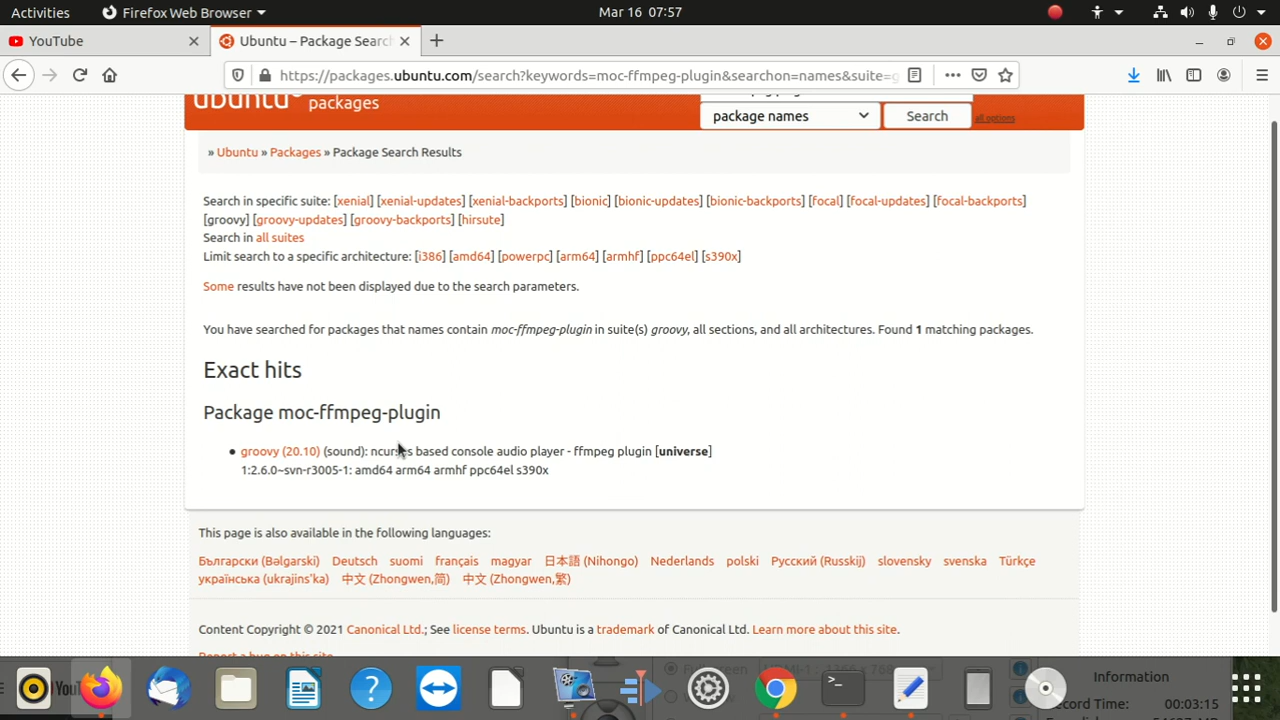 Activities Firefox Web Browser Mar 16 07:57
YouTube Ubuntu – Package Searc
https://packages.ubuntu.com/search?keywords=moc-ffmpeg-plugin&searchon=names&suite=g
ubuntu packages
package names Search all options
» Ubuntu » Packages » Package Search Results
Search in specific suite: [xenial] [xenial-updates] [xenial-backports] [bionic] [bionic-updates] [bionic-backports] [focal] [focal-updates] [focal-backports]
[groovy] [groovy-updates] [groovy-backports] [hirsute]
Search in all suites
Limit search to a specific architecture: [i386] [amd64] [powerpc] [arm64] [armhf] [ppc64el] [s390x]
Some results have not been displayed due to the search parameters.
You have searched for packages that names contain moc-ffmpeg-plugin in suite(s) groovy, all sections, and all architectures. Found 1 matching packages.
Exact hits
Package moc-ffmpeg-plugin
groovy (20.10) (sound): ncurses based console audio player - ffmpeg plugin [universe]
1:2.6.0~svn-r3005-1: amd64 arm64 armhf ppc64el s390x
This page is also available in the following languages:
Български (Bəlgarski) Deutsch suomi français magyar 日本語 (Nihongo) Nederlands polski Русский (Russkij) slovensky svenska Türkçe
українська (ukrajins'ka) 中文 (Zhongwen,简) 中文 (Zhongwen,繁)
Content Copyright © 2021 Canonical Ltd.; See license terms. Ubuntu is a trademark of Canonical Ltd. Learn more about this site.
Report a bug on this site
Information
Record Time: 00:03:15